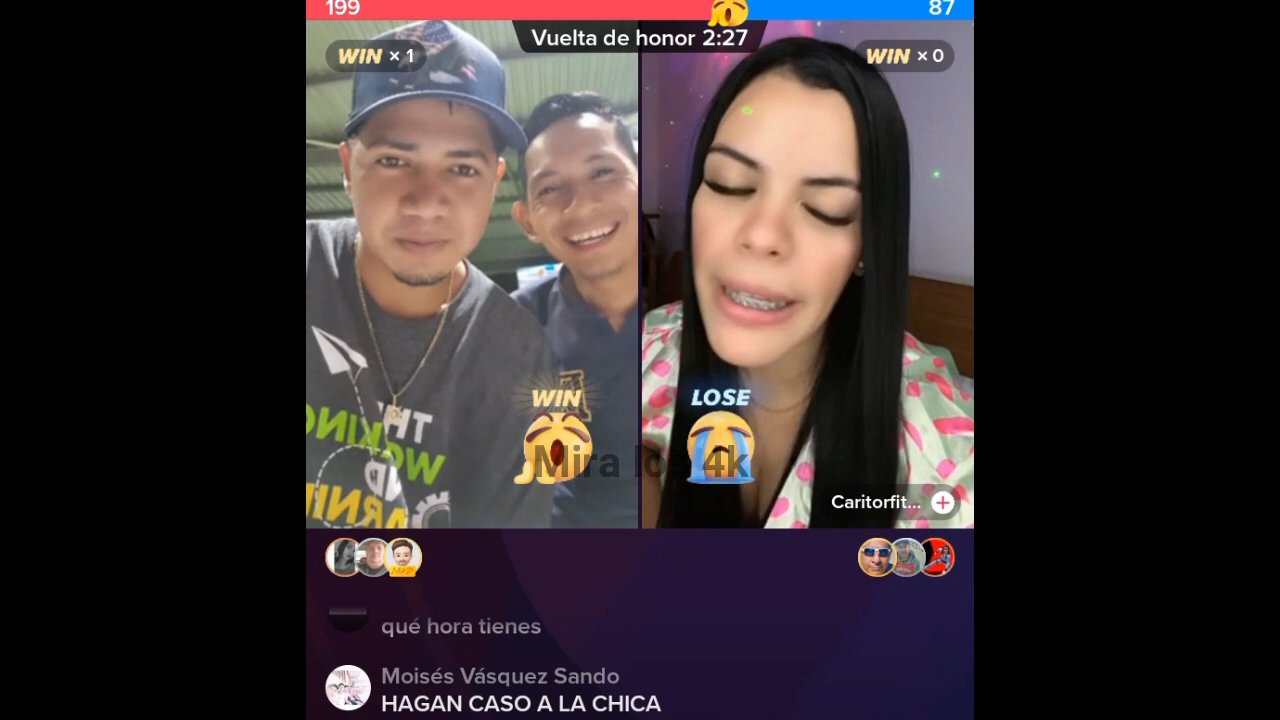 199
87
Vuelta de honor 2:27
WIN × 1
WIN × 0
WIN
LOSE
Mira los 4k
Caritorfit...
qué hora tienes
Moisés Vásquez Sando
HAGAN CASO A LA CHICA